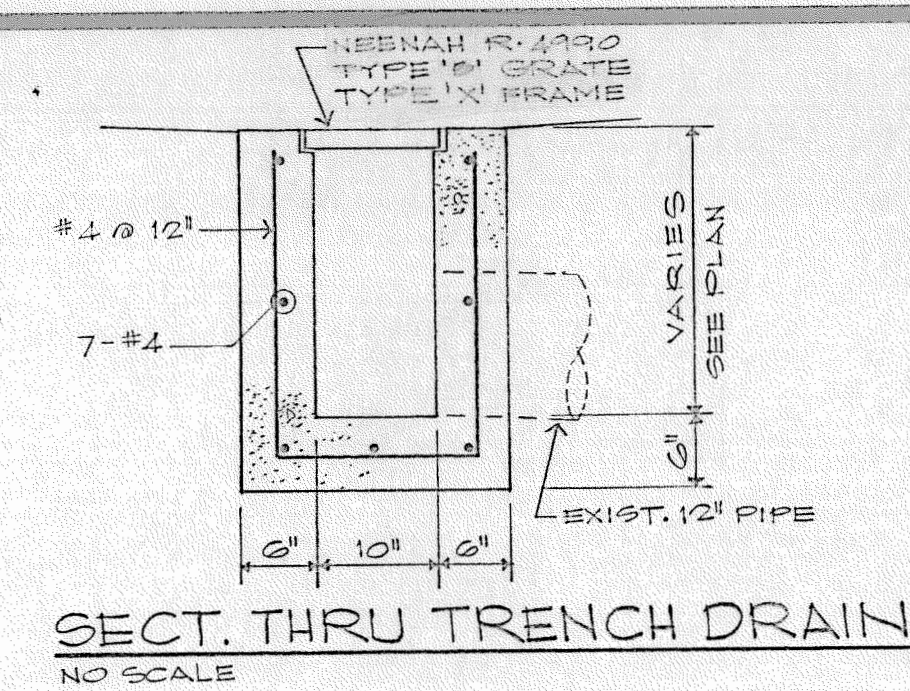 NEENAH R-4990
TYPE 'B' GRATE
TYPE 'X' FRAME
#4 @ 12"
7-#4
VARIES
SEE PLAN
6"
EXIST. 12" PIPE
6" 10" 6"
SECT. THRU TRENCH DRAIN
NO SCALE